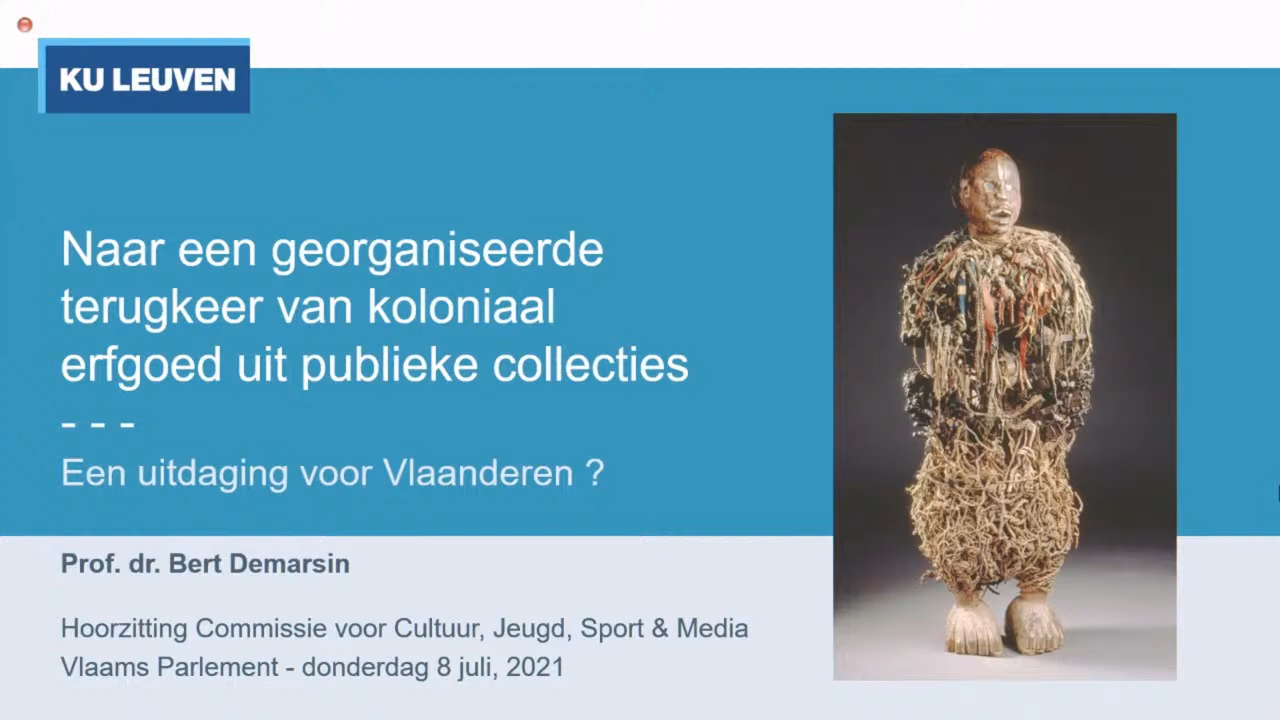 KU LEUVEN
Naar een georganiseerde
terugkeer van koloniaal
erfgoed uit publieke collecties
- - -
Een uitdaging voor Vlaanderen ?
Prof. dr. Bert Demarsin
Hoorzitting Commissie voor Cultuur, Jeugd, Sport & Media
Vlaams Parlement - donderdag 8 juli, 2021